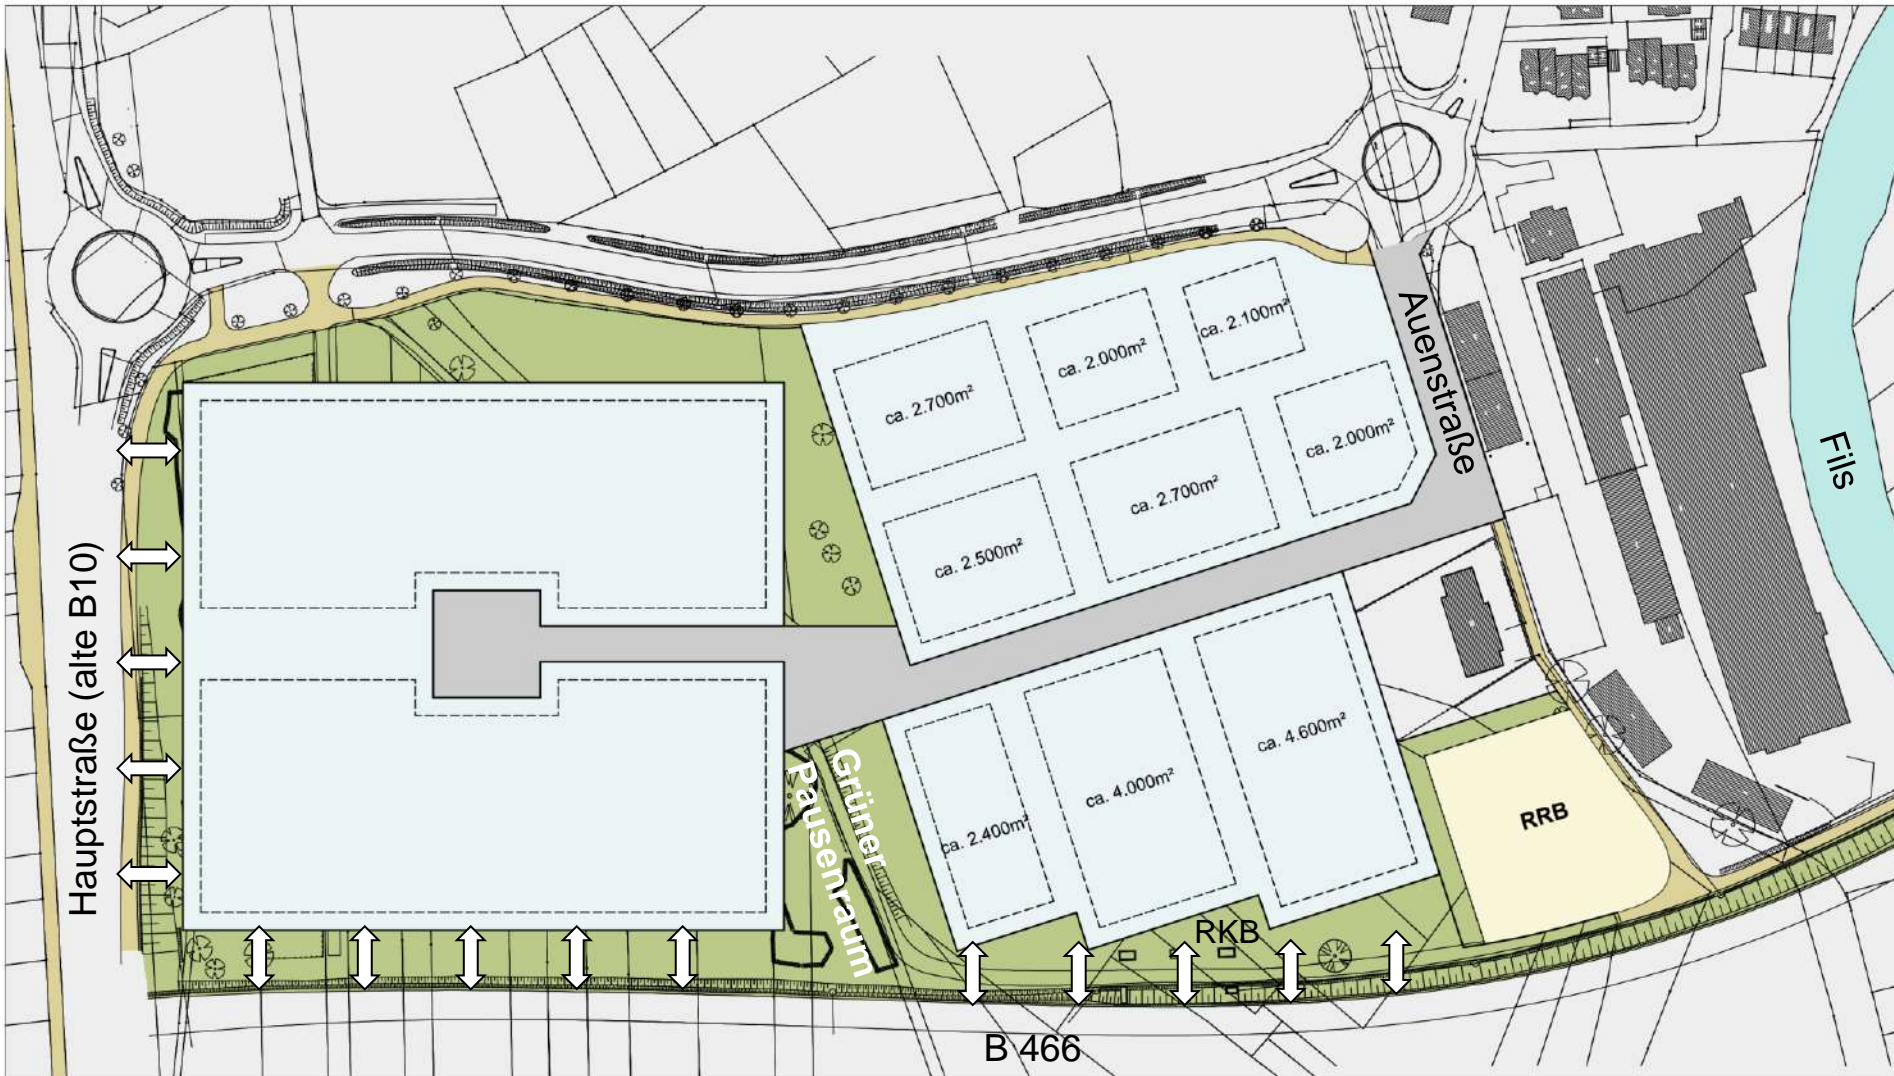 ca. 2.100m²
ca. 2.000m²
ca. 2.700m²
Auenstraße
ca. 2.000m²
Fils
ca. 2.700m²
ca. 2.500m²
Hauptstraße (alte B10)
ca. 4.600m²
ca. 4.000m²
ca. 2.400m²
Grüner
Pausenraum
RRB
RKB
B 466